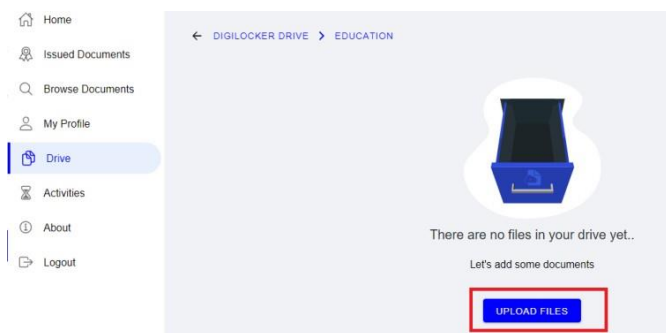 Home
Issued Documents
Browse Documents
My Profile
Drive
Activities
About
Logout
DIGILOCKER DRIVE > EDUCATION
There are no files in your drive yet..
Let's add some documents
UPLOAD FILES